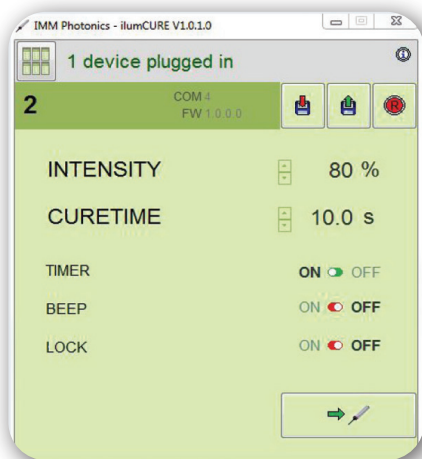 IMM Photonics - ilumCURE V1.0.1.0
1 device plugged in
2
COM 4
FW 1.0.0.0
R
INTENSITY 80 %
CURETIME 10.0 s
TIMER ON OFF
BEEP ON OFF
LOCK ON OFF